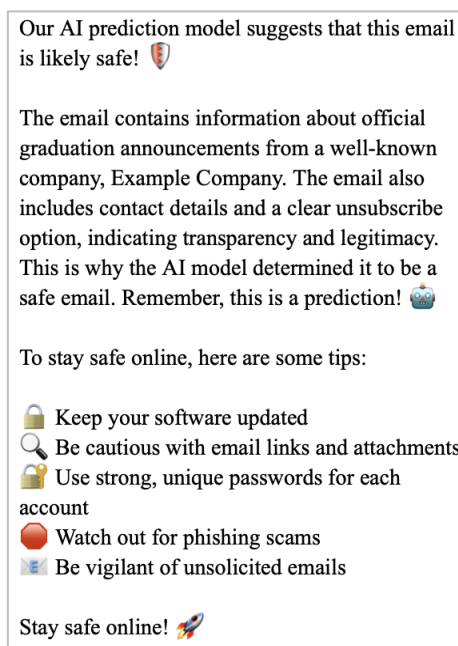 Our AI prediction model suggests that this email
is likely safe! 🛡️
The email contains information about official
graduation announcements from a well-known
company, Example Company. The email also
includes contact details and a clear unsubscribe
option, indicating transparency and legitimacy.
This is why the AI model determined it to be a
safe email. Remember, this is a prediction! 🤖
To stay safe online, here are some tips:
🔒 Keep your software updated
🔍 Be cautious with email links and attachments
🔐 Use strong, unique passwords for each
account
🛑 Watch out for phishing scams
📧 Be vigilant of unsolicited emails
Stay safe online! 🚀